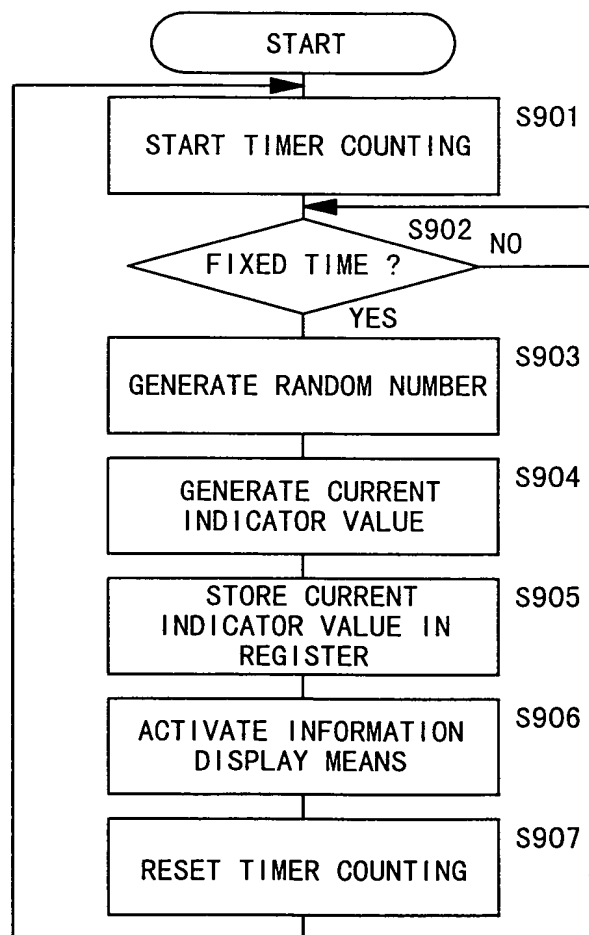 START
START TIMER COUNTING
S901
FIXED TIME ?
S902
NO
YES
GENERATE RANDOM NUMBER
S903
GENERATE CURRENT
INDICATOR VALUE
S904
STORE CURRENT
INDICATOR VALUE IN
REGISTER
S905
ACTIVATE INFORMATION
DISPLAY MEANS
S906
RESET TIMER COUNTING
S907